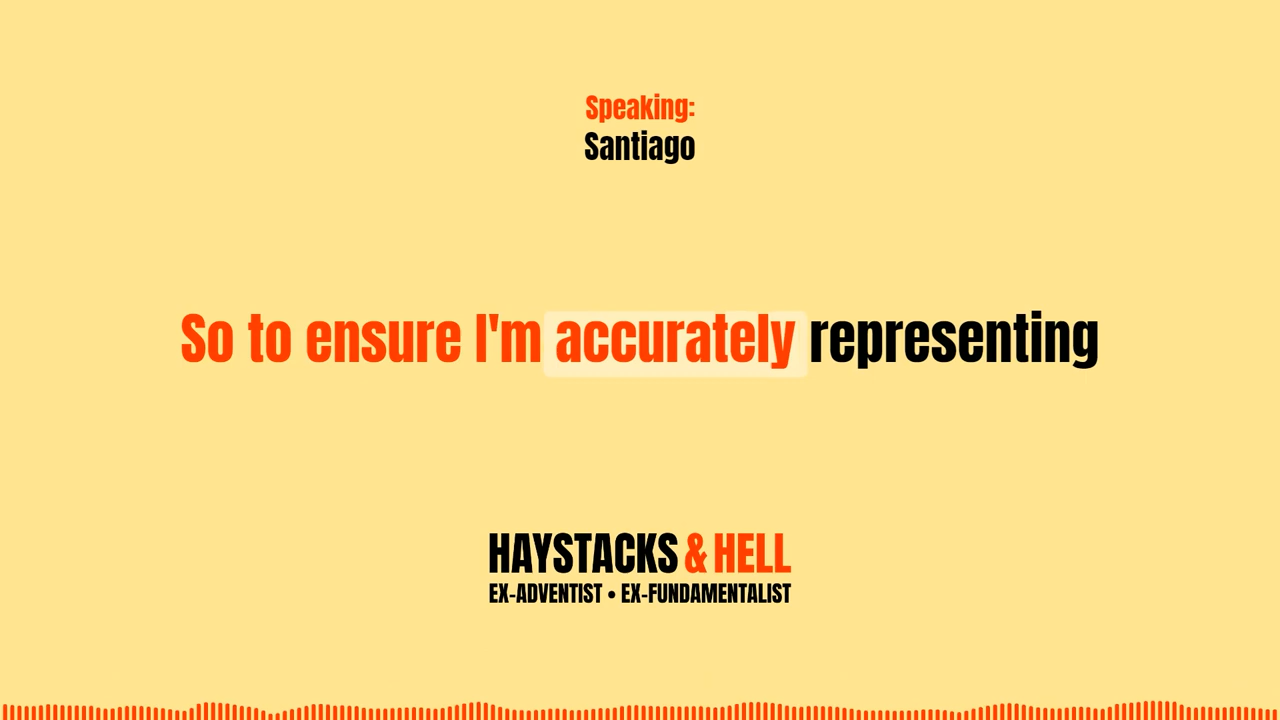 Speaking:
Santiago
So to ensure I'm accurately representing
HAYSTACKS & HELL
EX-ADVENTIST • EX-FUNDAMENTALIST